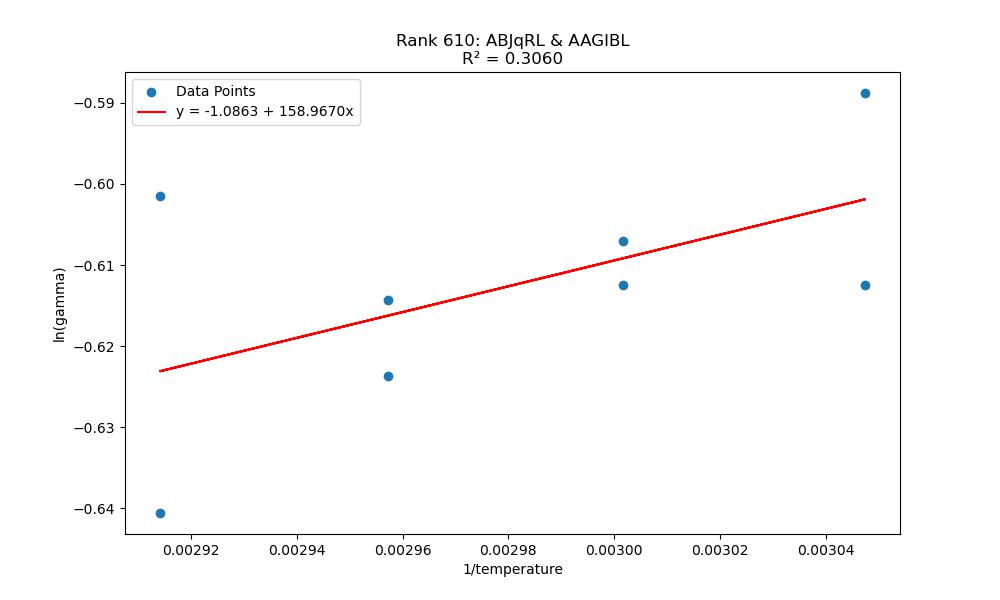 Rank 610: ABJqRL & AAGIBL
R² = 0.3060
Data Points
y = -1.0863 + 158.9670x
−0.59
−0.60
−0.61
−0.62
−0.63
−0.64
ln(gamma)
0.00292 0.00294 0.00296 0.00298 0.00300 0.00302 0.00304
1/temperature